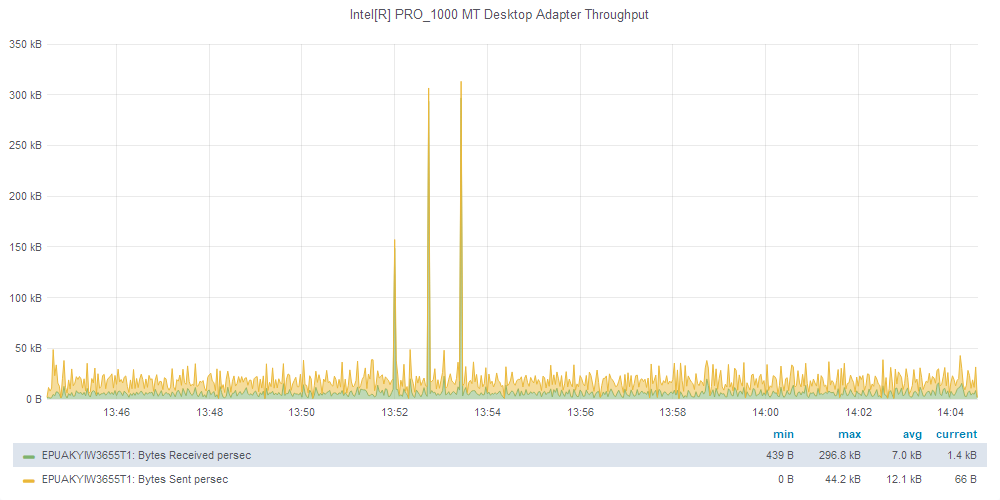 Intel[R] PRO_1000 MT Desktop Adapter Throughput
350 kB
300 kB
250 kB
200 kB
150 kB
100 kB
50 kB
0 B
13:46 13:48 13:50 13:52 13:54 13:56 13:58 14:00 14:02 14:04
min max avg current
EPUAKYIW3655T1: Bytes Received persec 439 B 296.8 kB 7.0 kB 1.4 kB
EPUAKYIW3655T1: Bytes Sent persec 0 B 44.2 kB 12.1 kB 66 B